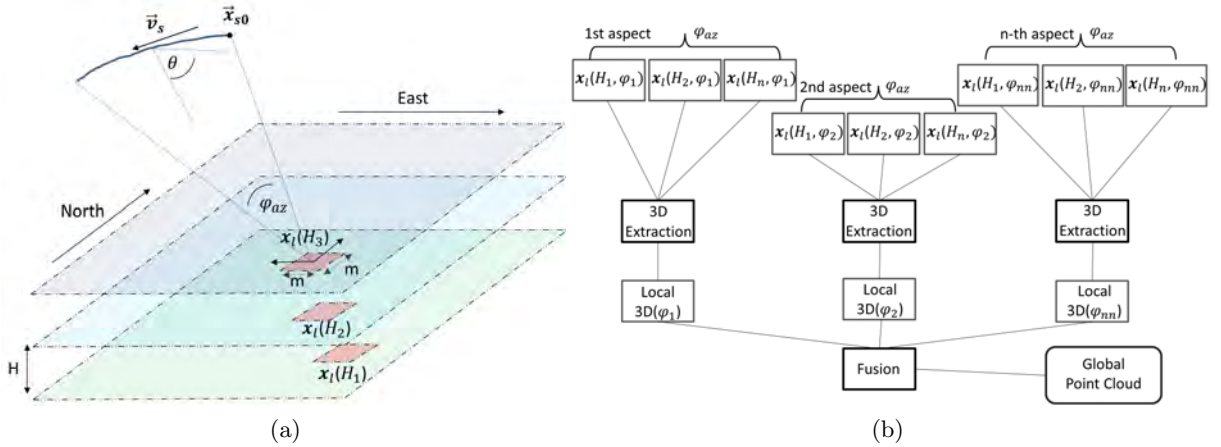 v⃗_s
x⃗_s0
θ
East
North
φ_az
x_l(H_3)
m
m
x_l(H_2)
x_l(H_1)
H
(a)
1st aspect φ_az
x_l(H_1, φ_1) x_l(H_2, φ_1) x_l(H_n, φ_1)
2nd aspect φ_az
x_l(H_1, φ_2) x_l(H_2, φ_2) x_l(H_n, φ_2)
n-th aspect φ_az
x_l(H_1, φ_nn) x_l(H_2, φ_nn) x_l(H_n, φ_nn)
3D
Extraction
3D
Extraction
3D
Extraction
Local
3D(φ_1)
Local
3D(φ_2)
Local
3D(φ_nn)
Fusion
Global
Point Cloud
(b)